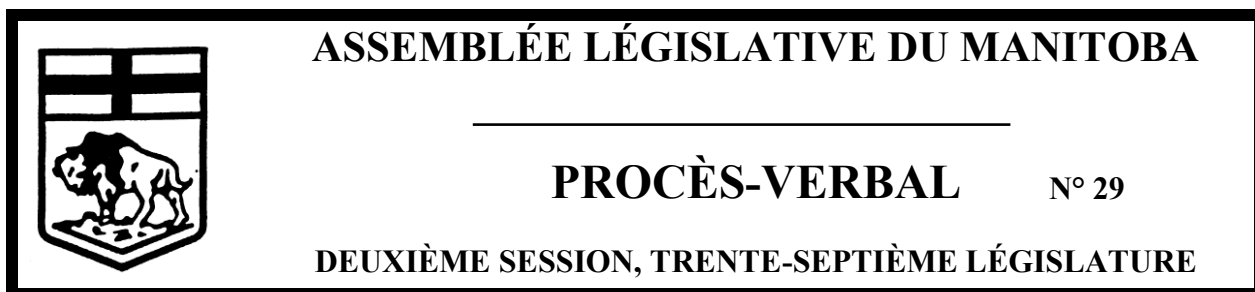 ASSEMBLÉE LÉGISLATIVE DU MANITOBA
PROCÈS-VERBAL N° 29
DEUXIÈME SESSION, TRENTE-SEPTIÈME LÉGISLATURE